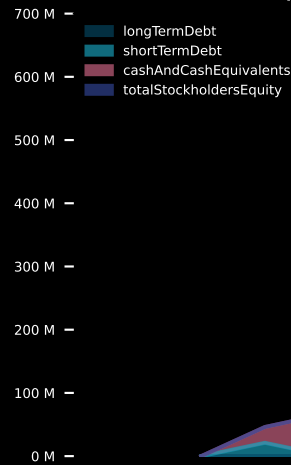 700 M
longTermDebt
shortTermDebt
600 M
cashAndCashEquivalents
totalStockholdersEquity
500 M
400 M
300 M
200 M
100 M
0 M